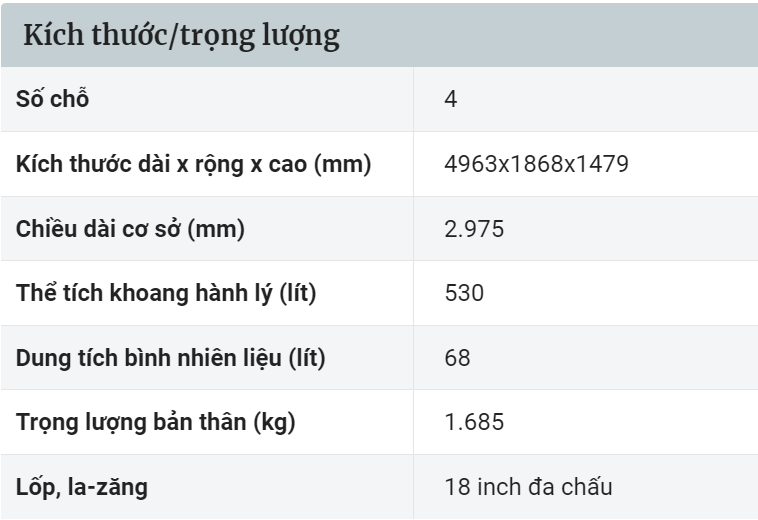 Kích thước/trọng lượng
Số chỗ 4
Kích thước dài x rộng x cao (mm) 4963x1868x1479
Chiều dài cơ sở (mm) 2.975
Thể tích khoang hành lý (lít) 530
Dung tích bình nhiên liệu (lít) 68
Trọng lượng bản thân (kg) 1.685
Lốp, la-zăng 18 inch đa chấu